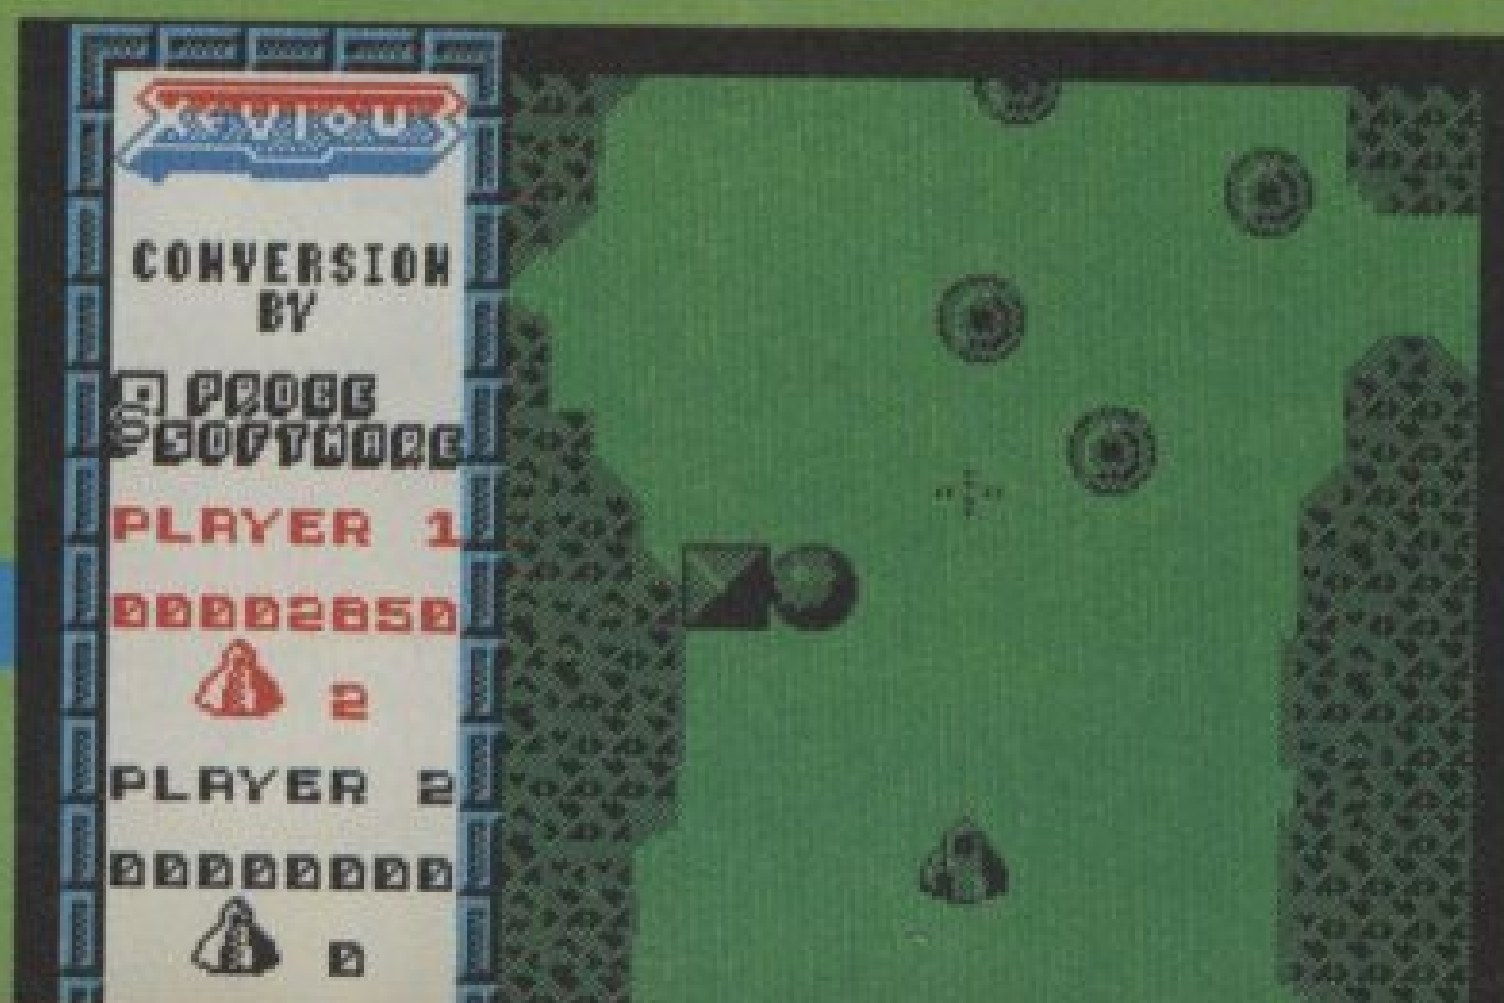 XEVIOUS
CONVERSION
BY
PROBE
SOFTWARE
PLAYER 1
00002850
2
PLAYER 2
00000000
0